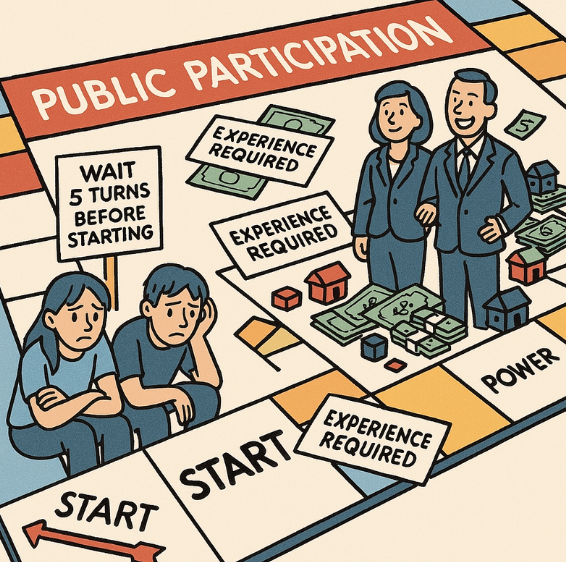 PUBLIC PARTICIPATION
EXPERIENCE
REQUIRED
5
WAIT
5 TURNS
BEFORE
STARTING
EXPERIENCE
REQUIRED
POWER
EXPERIENCE
REQUIRED
START
START